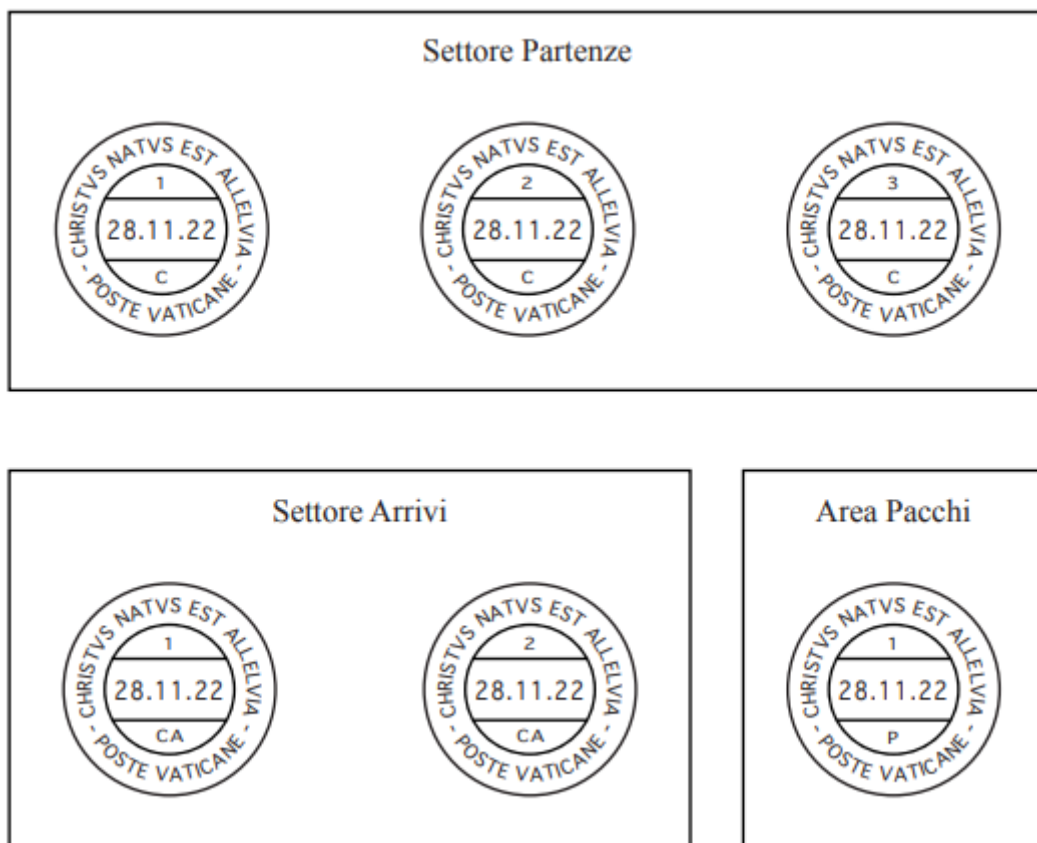 Settore Partenze
CHRISTVS NATVS EST ALLELVIA - POSTE VATICANE -
1
28.11.22
C
CHRISTVS NATVS EST ALLELVIA - POSTE VATICANE -
2
28.11.22
C
CHRISTVS NATVS EST ALLELVIA - POSTE VATICANE -
3
28.11.22
C
Settore Arrivi
CHRISTVS NATVS EST ALLELVIA - POSTE VATICANE -
1
28.11.22
CA
CHRISTVS NATVS EST ALLELVIA - POSTE VATICANE -
2
28.11.22
CA
Area Pacchi
CHRISTVS NATVS EST ALLELVIA - POSTE VATICANE -
1
28.11.22
P